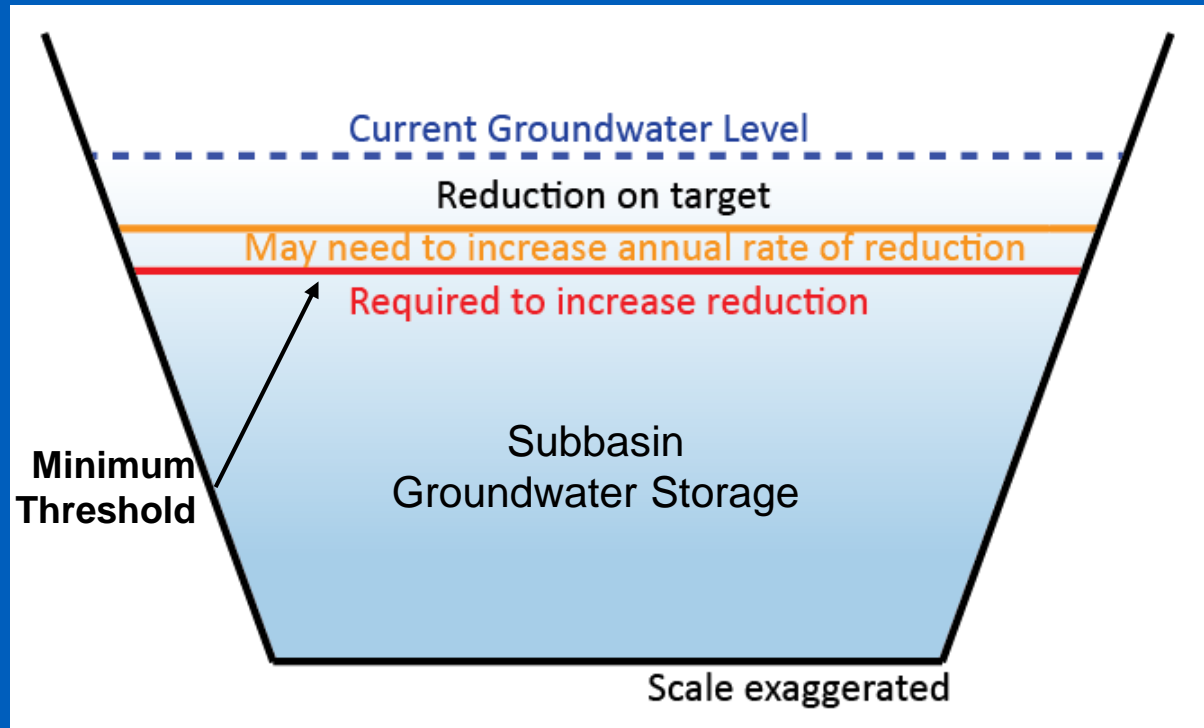 Current Groundwater Level
Reduction on target
May need to increase annual rate of reduction
Required to increase reduction
Minimum
Threshold
Subbasin
Groundwater Storage
Scale exaggerated